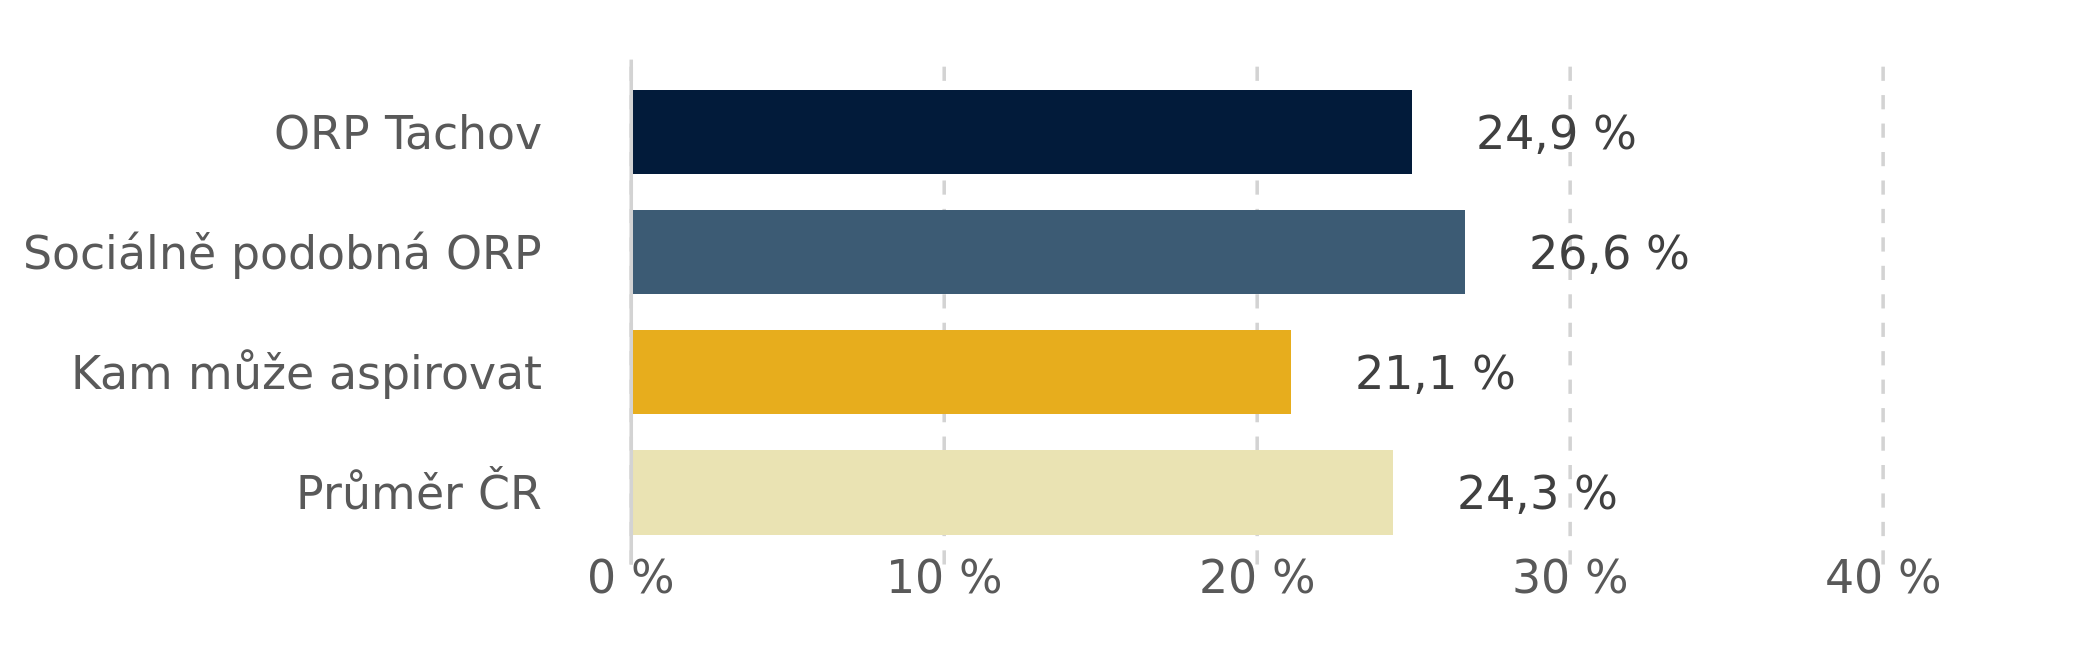 ORP Tachov 24,9 %
Sociálně podobná ORP 26,6 %
Kam může aspirovat 21,1 %
Průměr ČR 24,3 %
0 % 10 % 20 % 30 % 40 %